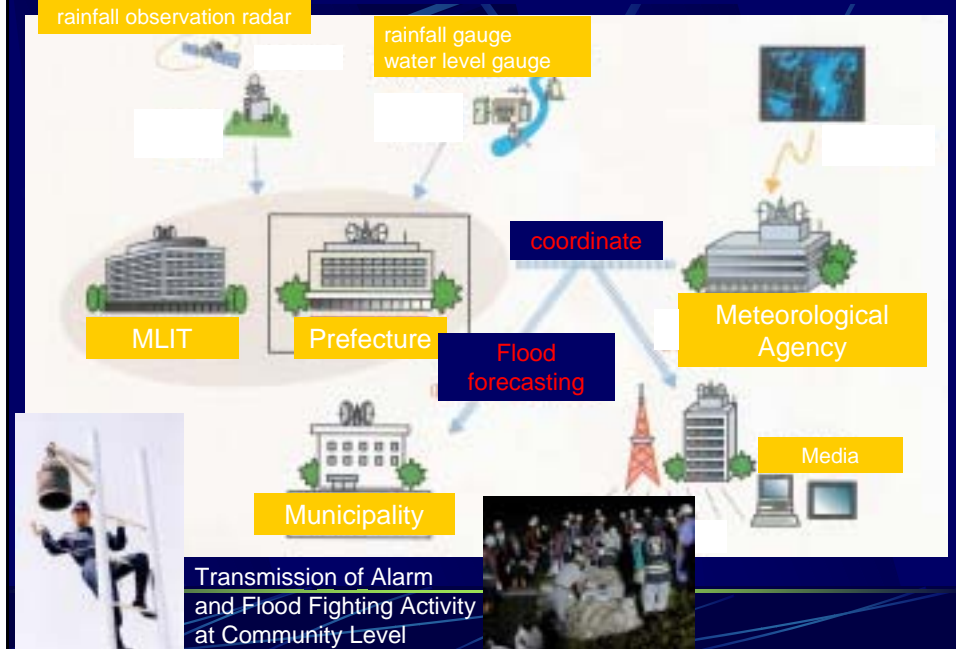 rainfall observation radar
rainfall gauge
water level gauge
coordinate
MLIT
Prefecture
Meteorological
Agency
Flood
forecasting
Media
Municipality
Transmission of Alarm
and Flood Fighting Activity
at Community Level